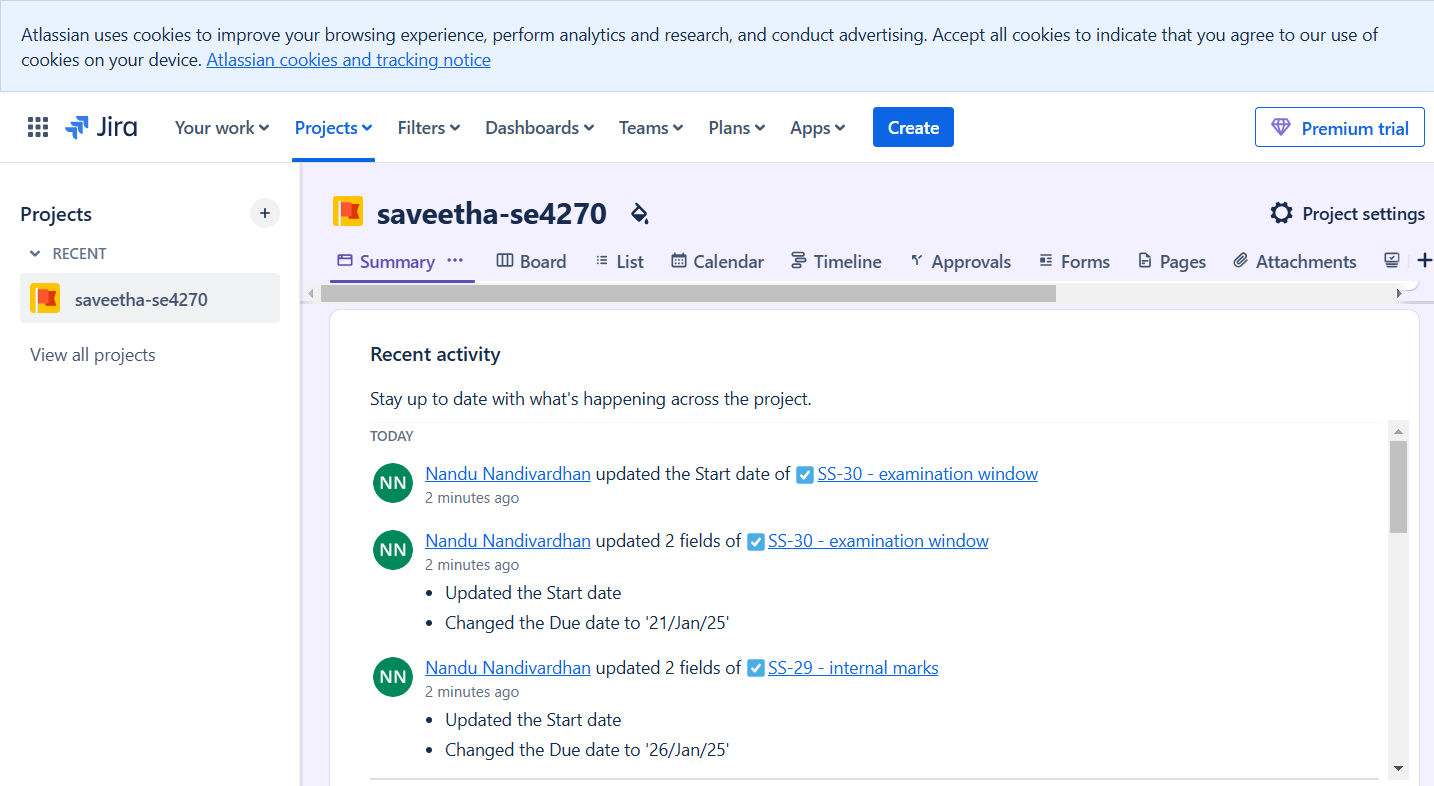 Atlassian uses cookies to improve your browsing experience, perform analytics and research, and conduct advertising. Accept all cookies to indicate that you agree to our use of
cookies on your device. Atlassian cookies and tracking notice
Jira Your work Projects Filters Dashboards Teams Plans Apps Create Premium trial
Projects
RECENT
saveetha-se4270
View all projects
saveetha-se4270
Project settings
Summary Board List Calendar Timeline Approvals Forms Pages Attachments
Recent activity
Stay up to date with what's happening across the project.
TODAY
NN Nandu Nandivardhan updated the Start date of SS-30 - examination window
2 minutes ago
NN Nandu Nandivardhan updated 2 fields of SS-30 - examination window
2 minutes ago
• Updated the Start date
• Changed the Due date to '21/Jan/25'
NN Nandu Nandivardhan updated 2 fields of SS-29 - internal marks
2 minutes ago
• Updated the Start date
• Changed the Due date to '26/Jan/25'